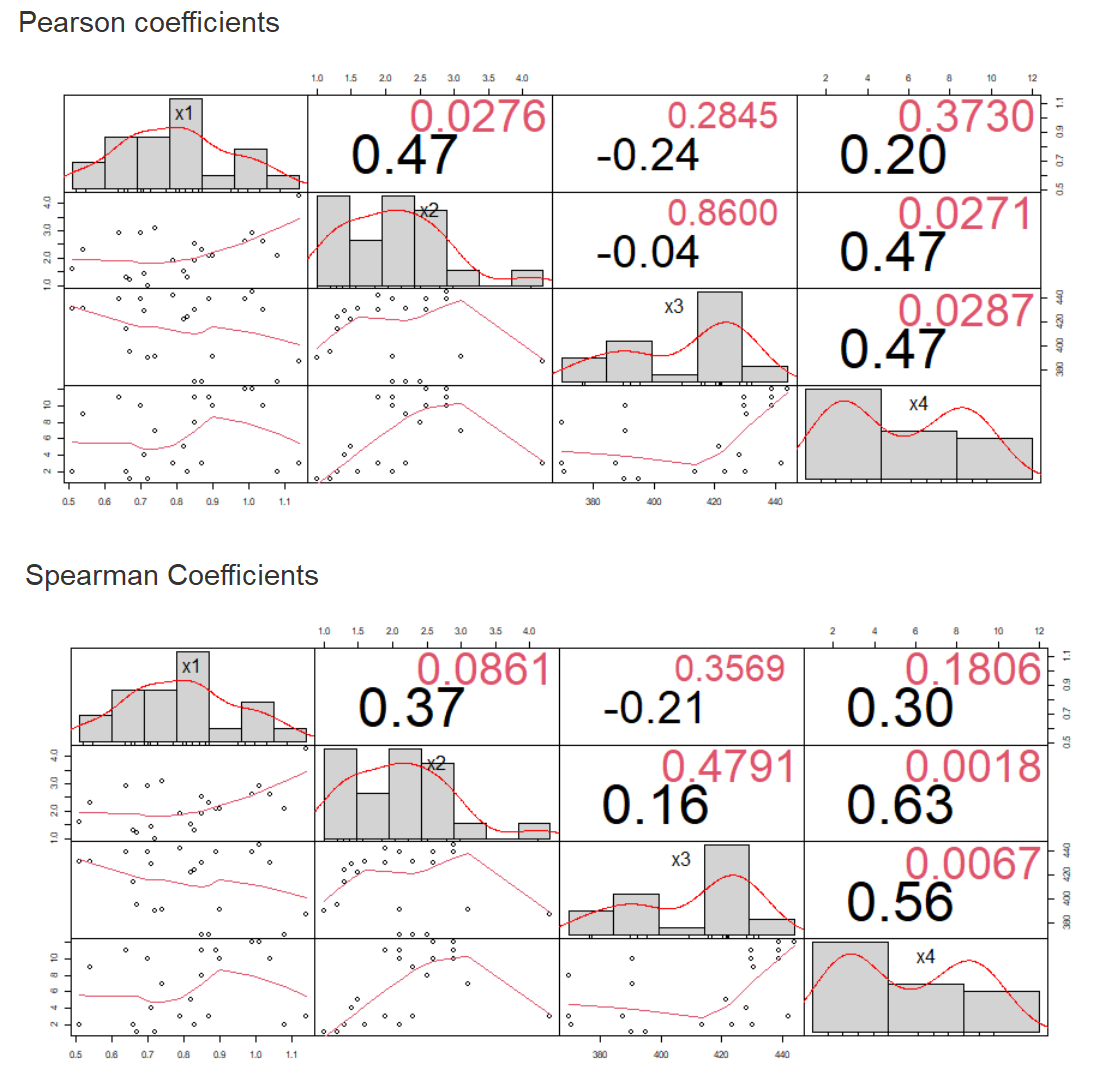 Pearson coefficients
1.0 1.5 2.0 2.5 3.0 3.5 4.0 2 4 6 8 10 12
x1 0.0276 0.2845 0.3730
0.47 -0.24 0.20
0.5 0.7 0.9 1.1
x2 0.8600 0.0271
-0.04 0.47
1.0 2.0 3.0 4.0
x3 0.0287
0.47
380 400 420 440
x4
2 4 6 8 10
0.5 0.6 0.7 0.8 0.9 1.0 1.1 380 400 420 440
Spearman Coefficients
1.0 1.5 2.0 2.5 3.0 3.5 4.0 2 4 6 8 10 12
x1 0.0861 0.3569 0.1806
0.37 -0.21 0.30
0.5 0.7 0.9 1.1
x2 0.4791 0.0018
0.16 0.63
1.0 2.0 3.0 4.0
x3 0.0067
0.56
380 400 420 440
x4
2 4 6 8 10
0.5 0.6 0.7 0.8 0.9 1.0 1.1 380 400 420 440